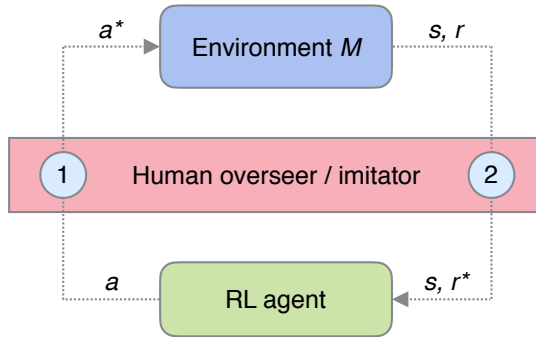 a*
Environment M
s, r
1
Human overseer / imitator
2
a
RL agent
s, r*